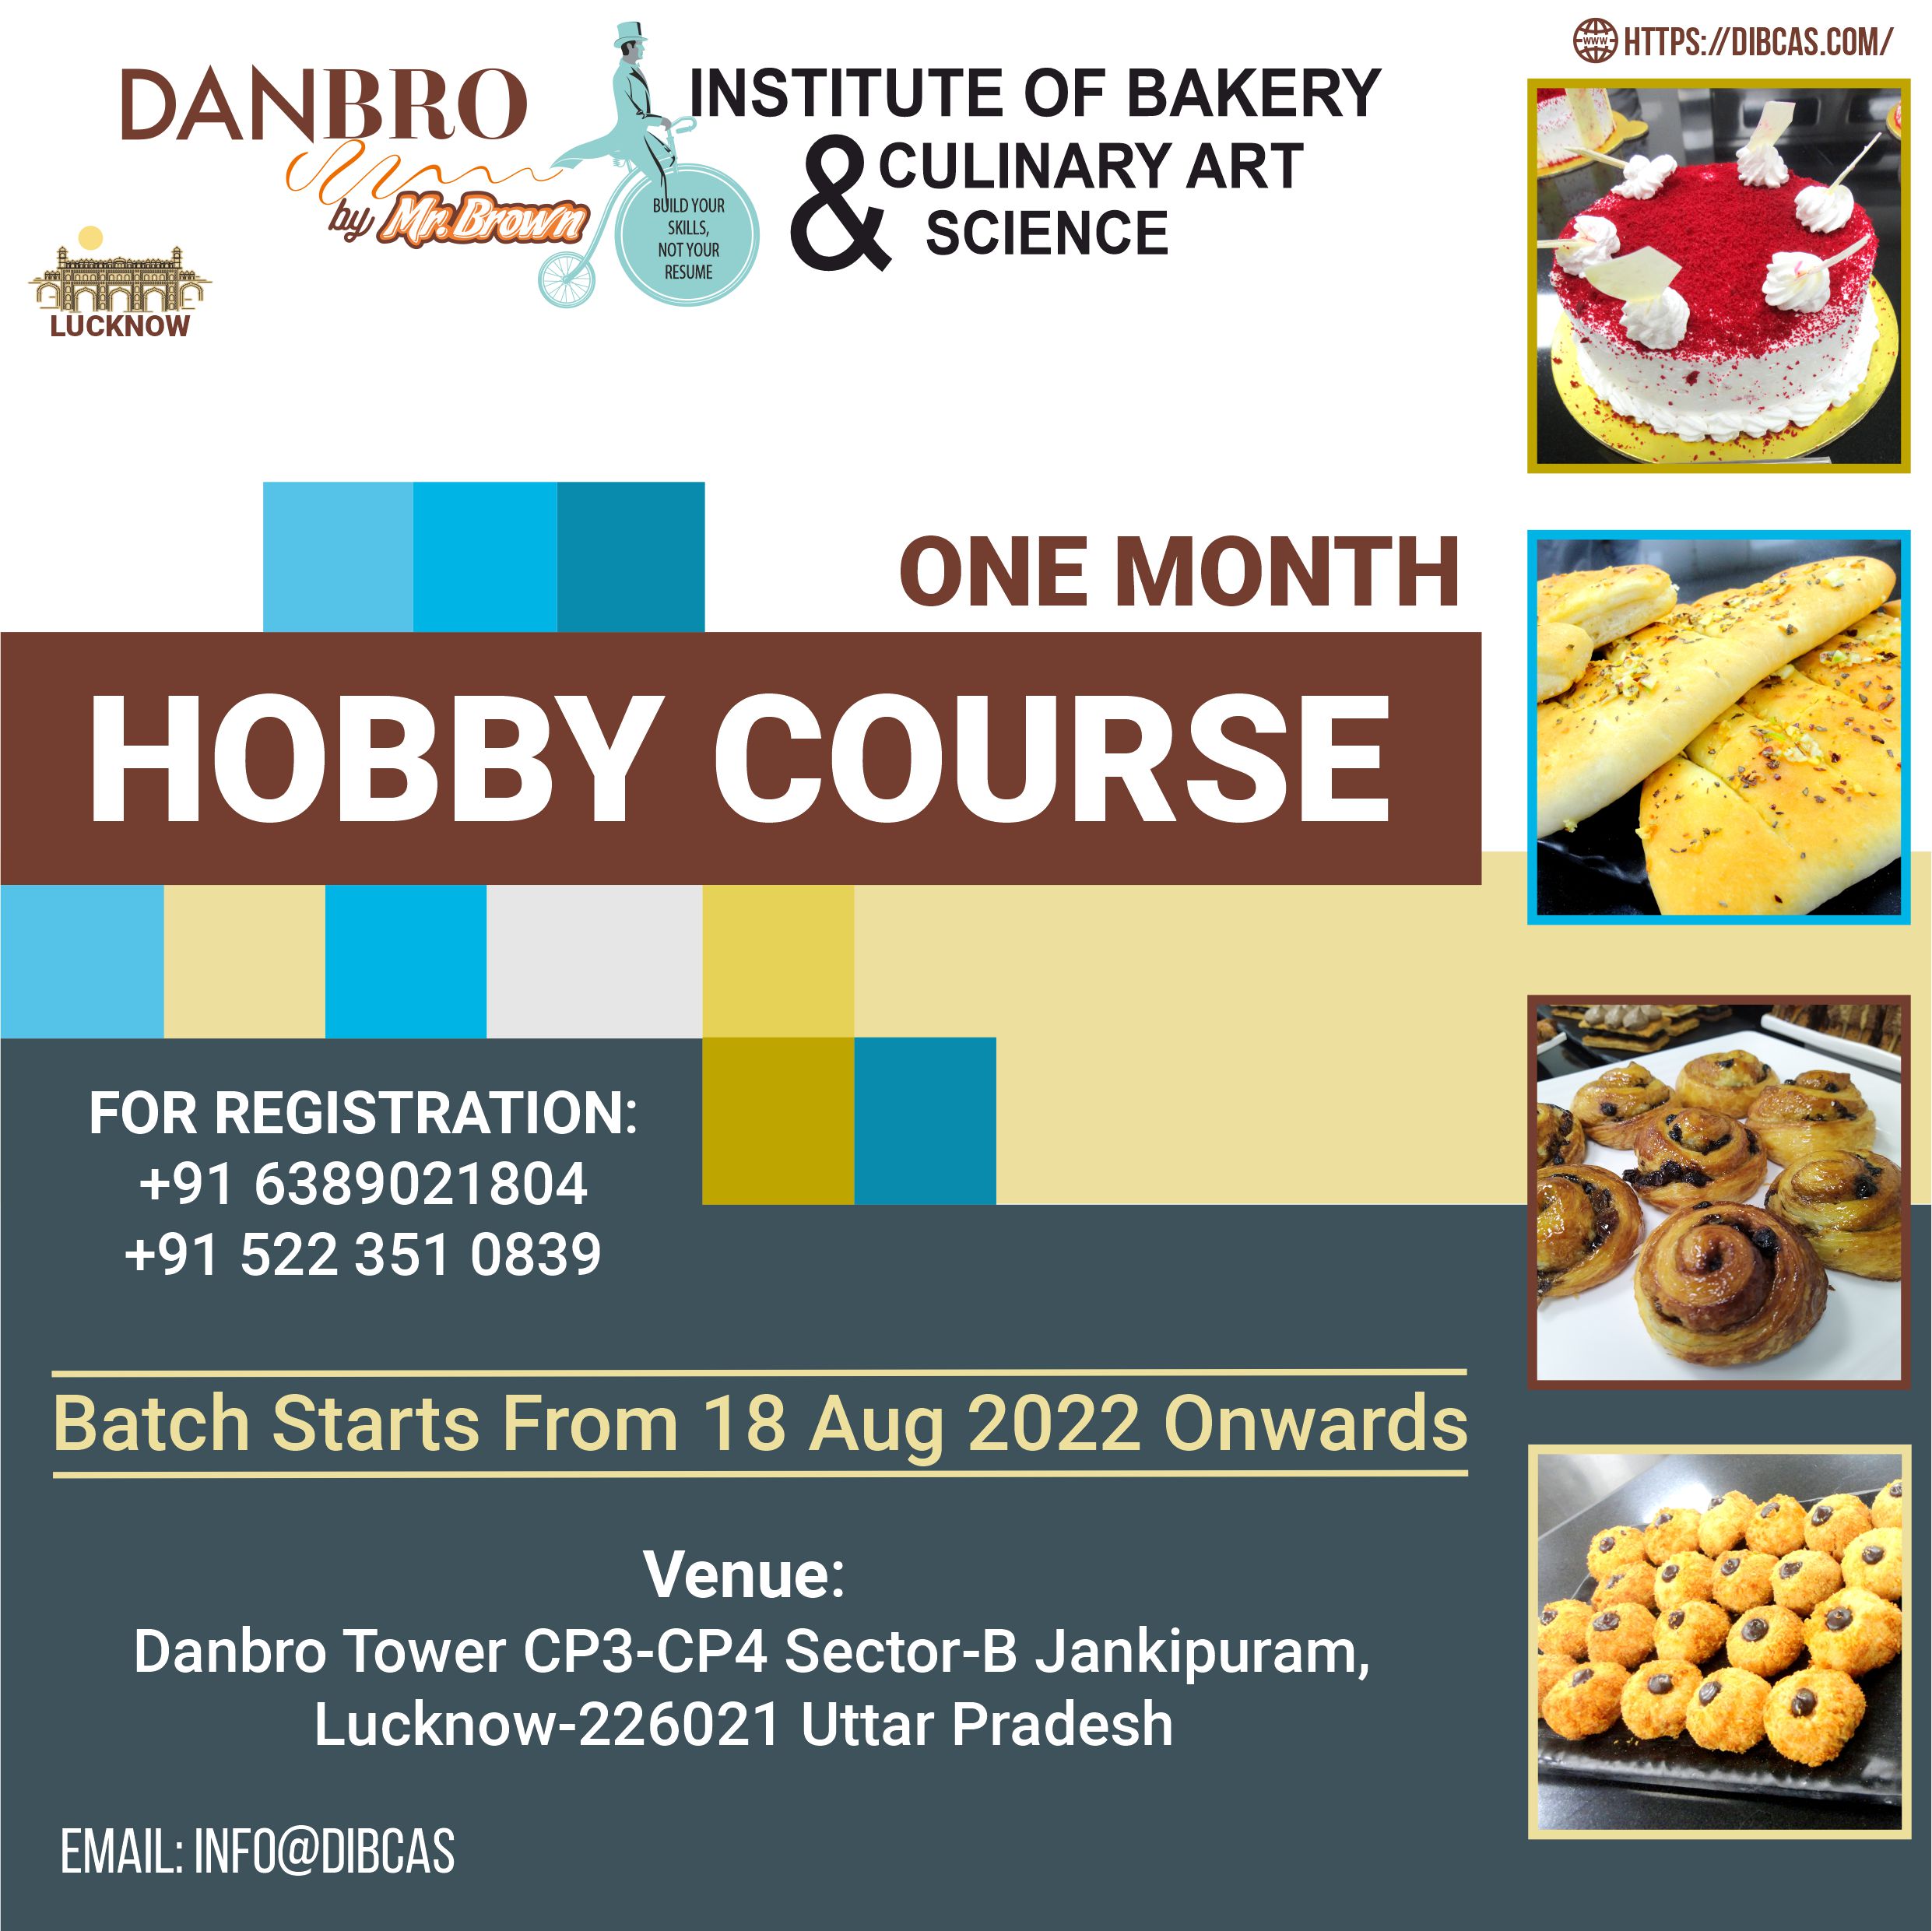 HTTPS://DIBCAS.COM/
DANBRO
by Mr. Brown
INSTITUTE OF BAKERY
& CULINARY ART
SCIENCE
BUILD YOUR
SKILLS,
NOT YOUR
RESUME
LUCKNOW
ONE MONTH
HOBBY COURSE
FOR REGISTRATION:
+91 6389021804
+91 522 351 0839
Batch Starts From 18 Aug 2022 Onwards
Venue:
Danbro Tower CP3-CP4 Sector-B Jankipuram,
Lucknow-226021 Uttar Pradesh
EMAIL: INFO@DIBCAS